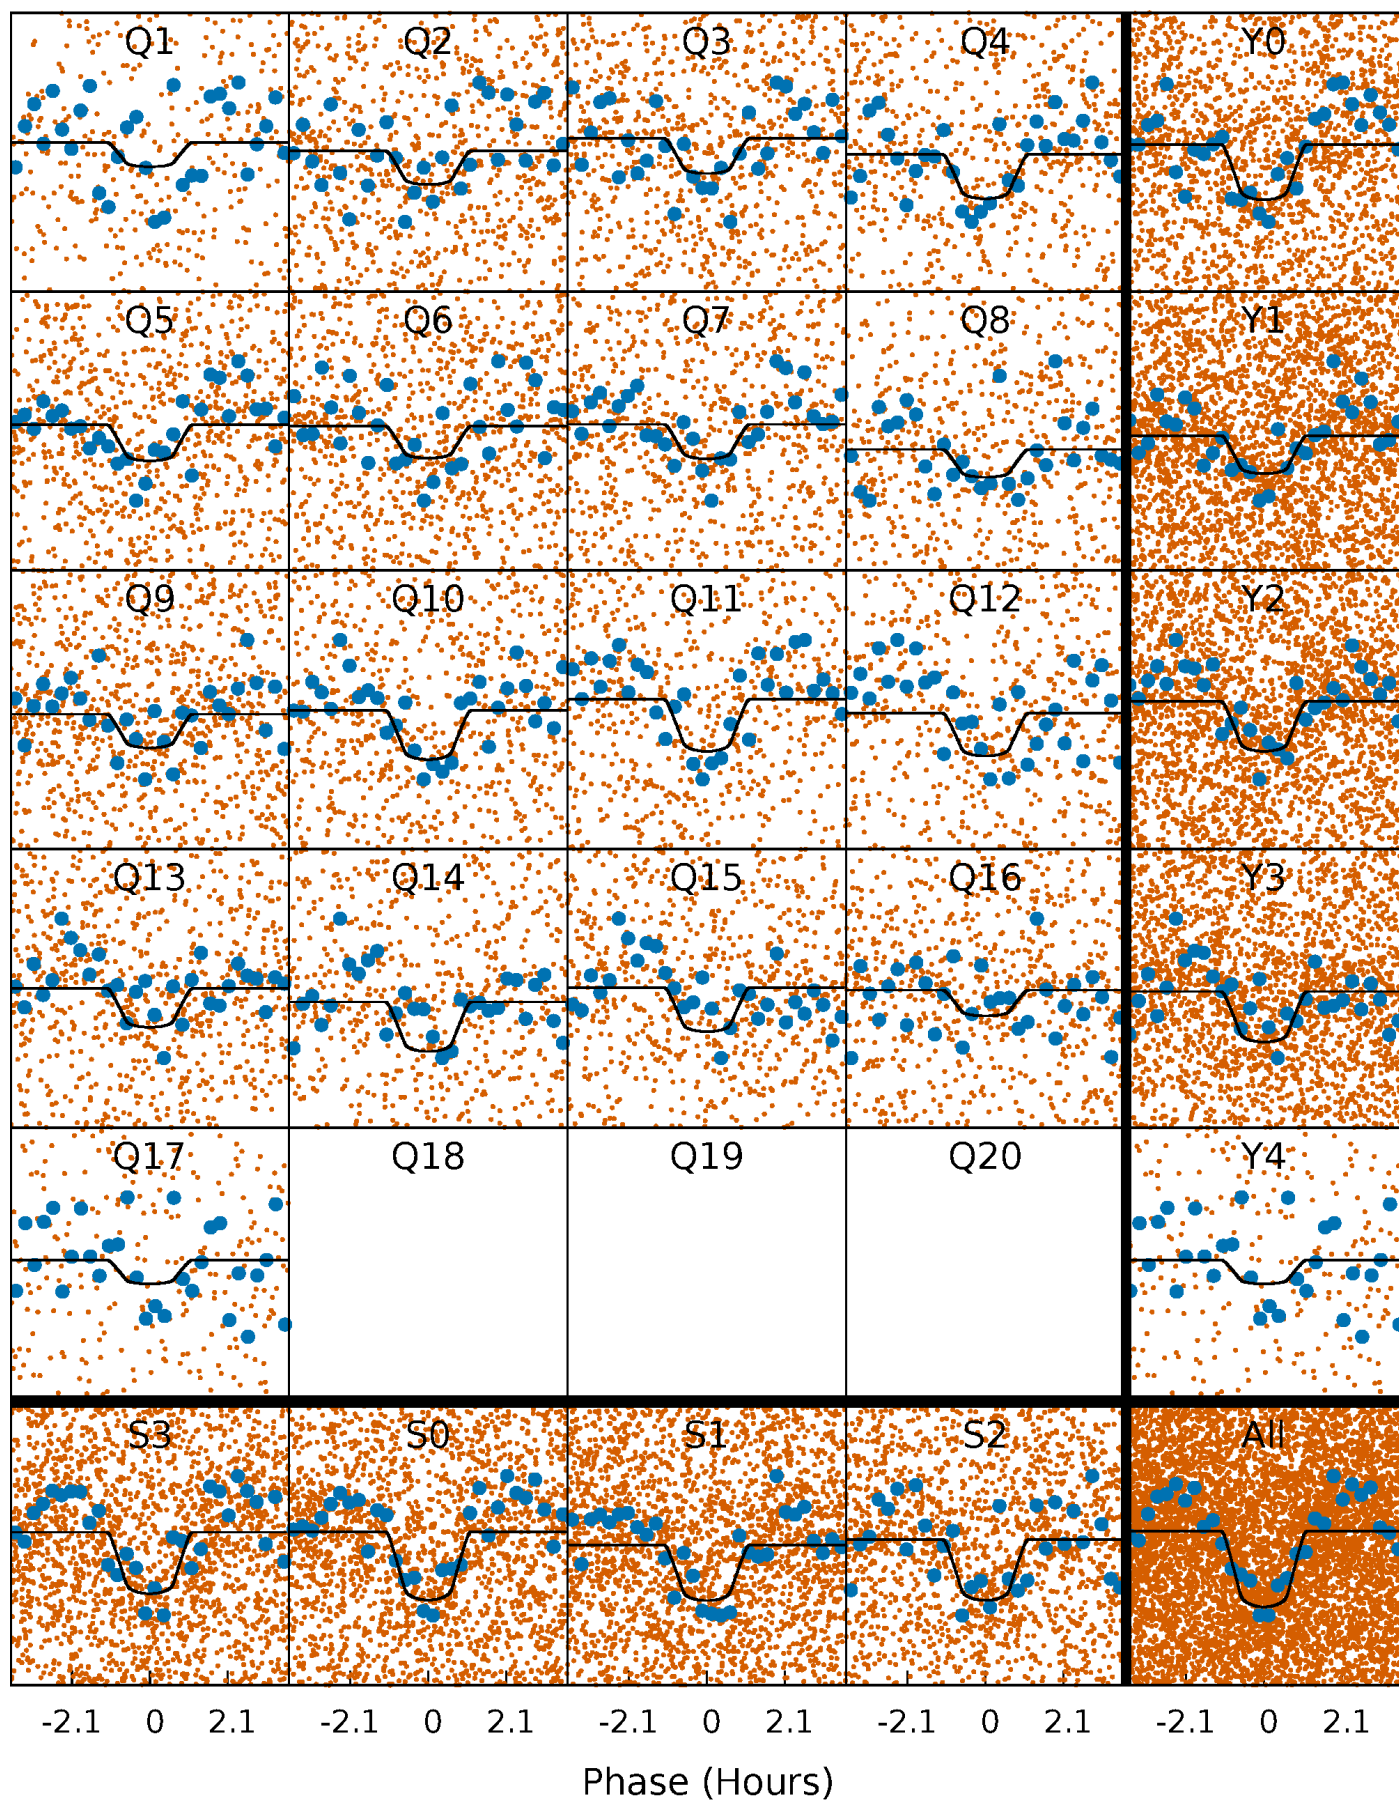 Q1 Q2 Q3 Q4 Y0
Q5 Q6 Q7 Q8 Y1
Q9 Q10 Q11 Q12 Y2
Q13 Q14 Q15 Q16 Y3
Q17 Q18 Q19 Q20 Y4
S3 S0 S1 S2 All
-2.1 0 2.1 -2.1 0 2.1 -2.1 0 2.1 -2.1 0 2.1 -2.1 0 2.1
Phase (Hours)